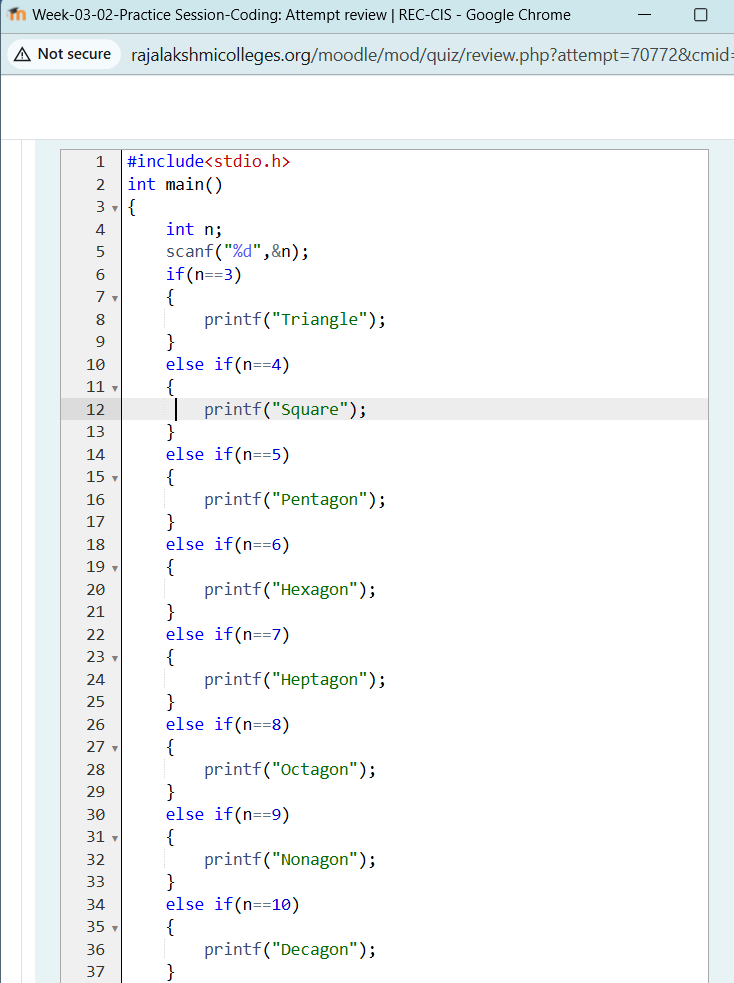 Week-03-02-Practice Session-Coding: Attempt review | REC-CIS - Google Chrome
Not secure rajalakshmicolleges.org/moodle/mod/quiz/review.php?attempt=70772&cmid=
1 #include<stdio.h>
2 int main()
3 {
4 int n;
5 scanf("%d",&n);
6 if(n==3)
7 {
8 printf("Triangle");
9 }
10 else if(n==4)
11 {
12 printf("Square");
13 }
14 else if(n==5)
15 {
16 printf("Pentagon");
17 }
18 else if(n==6)
19 {
20 printf("Hexagon");
21 }
22 else if(n==7)
23 {
24 printf("Heptagon");
25 }
26 else if(n==8)
27 {
28 printf("Octagon");
29 }
30 else if(n==9)
31 {
32 printf("Nonagon");
33 }
34 else if(n==10)
35 {
36 printf("Decagon");
37 }